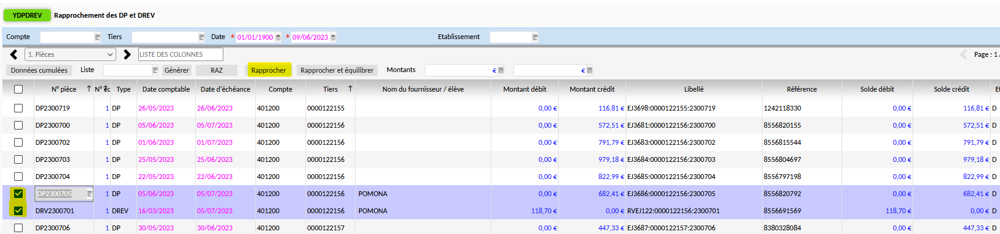 YDPDREV Rapprochement des DP et DREV
Compte Tiers Date * 01/01/1900 * 09/06/2023 Etablissement
1. Pièces LISTE DES COLONNES Page : 1
Données cumulées Liste Générer RAZ Rapprocher Rapprocher et équilibrer Montants € €
N° pièce N° Type Date comptable Date d'échéance Compte Tiers Nom du fournisseur / élève Montant débit Montant crédit Libellé Référence Solde débit Solde crédit
DP2300719 1 DP 26/05/2023 26/06/2023 401200 0000122155 0,00 € 116,81 € EJ3698:0000122155:2300719 1242118330 0,00 € 116,81 € D
DP2300700 1 DP 05/06/2023 05/07/2023 401200 0000122156 0,00 € 572,51 € EJ3681:0000122156:2300700 8556820155 0,00 € 572,51 € D
DP2300702 1 DP 01/06/2023 01/07/2023 401200 0000122156 0,00 € 791,79 € EJ3683:0000122156:2300702 8556815544 0,00 € 791,79 € D
DP2300703 1 DP 25/05/2023 25/06/2023 401200 0000122156 0,00 € 979,18 € EJ3684:0000122156:2300703 8556804697 0,00 € 979,18 € D
DP2300704 1 DP 22/05/2023 22/06/2023 401200 0000122156 0,00 € 822,99 € EJ3685:0000122156:2300704 8556797198 0,00 € 822,99 € D
DP2300705 1 DP 05/06/2023 05/07/2023 401200 0000122156 POMONA 0,00 € 682,41 € EJ3686:0000122156:2300705 8556820792 0,00 € 682,41 € D
DRV2300701 1 DREV 16/03/2023 05/07/2023 401200 0000122156 POMONA 118,70 € 0,00 € RVEJ122:0000122156:2300701 8556691569 118,70 € 0,00 € D
DP2300706 1 DP 30/05/2023 30/06/2023 401200 0000122157 0,00 € 447,33 € EJ3687:0000122157:2300706 8380328084 0,00 € 447,33 € D